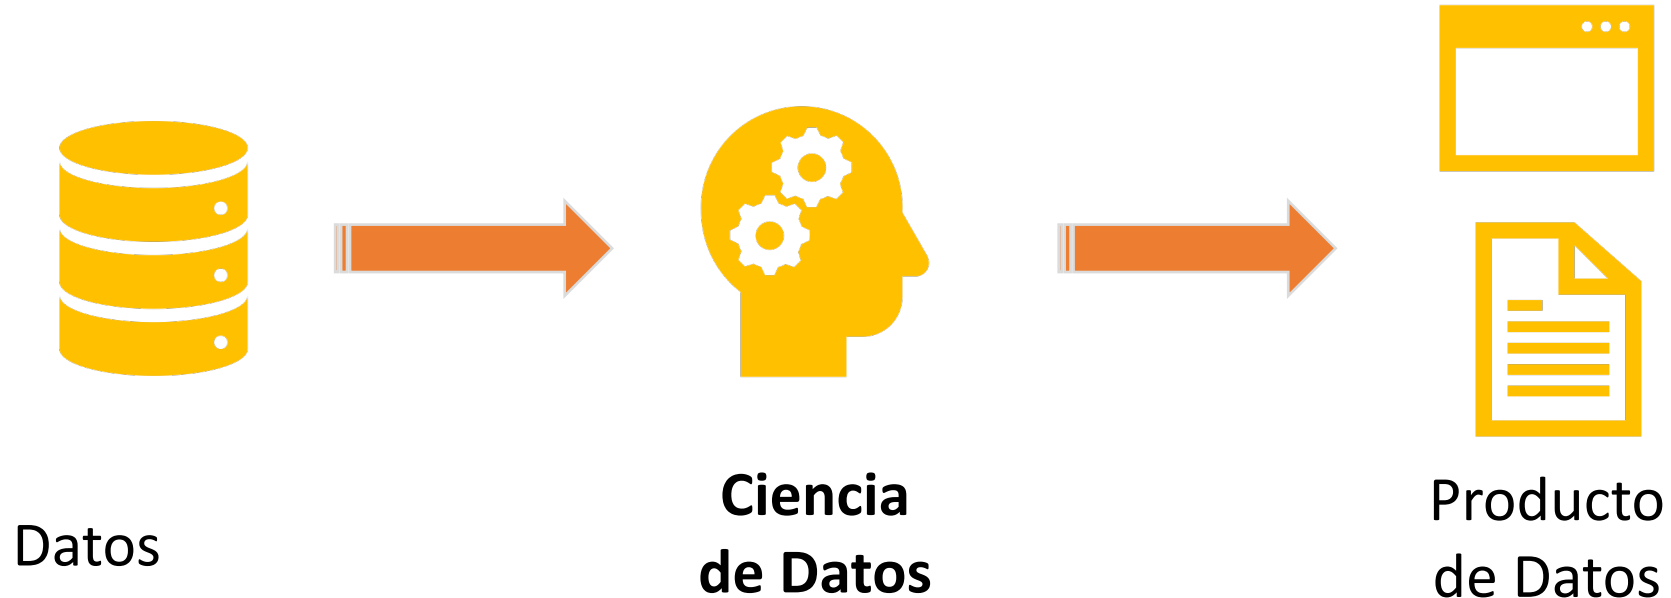 Datos
Ciencia
de Datos
Producto
de Datos